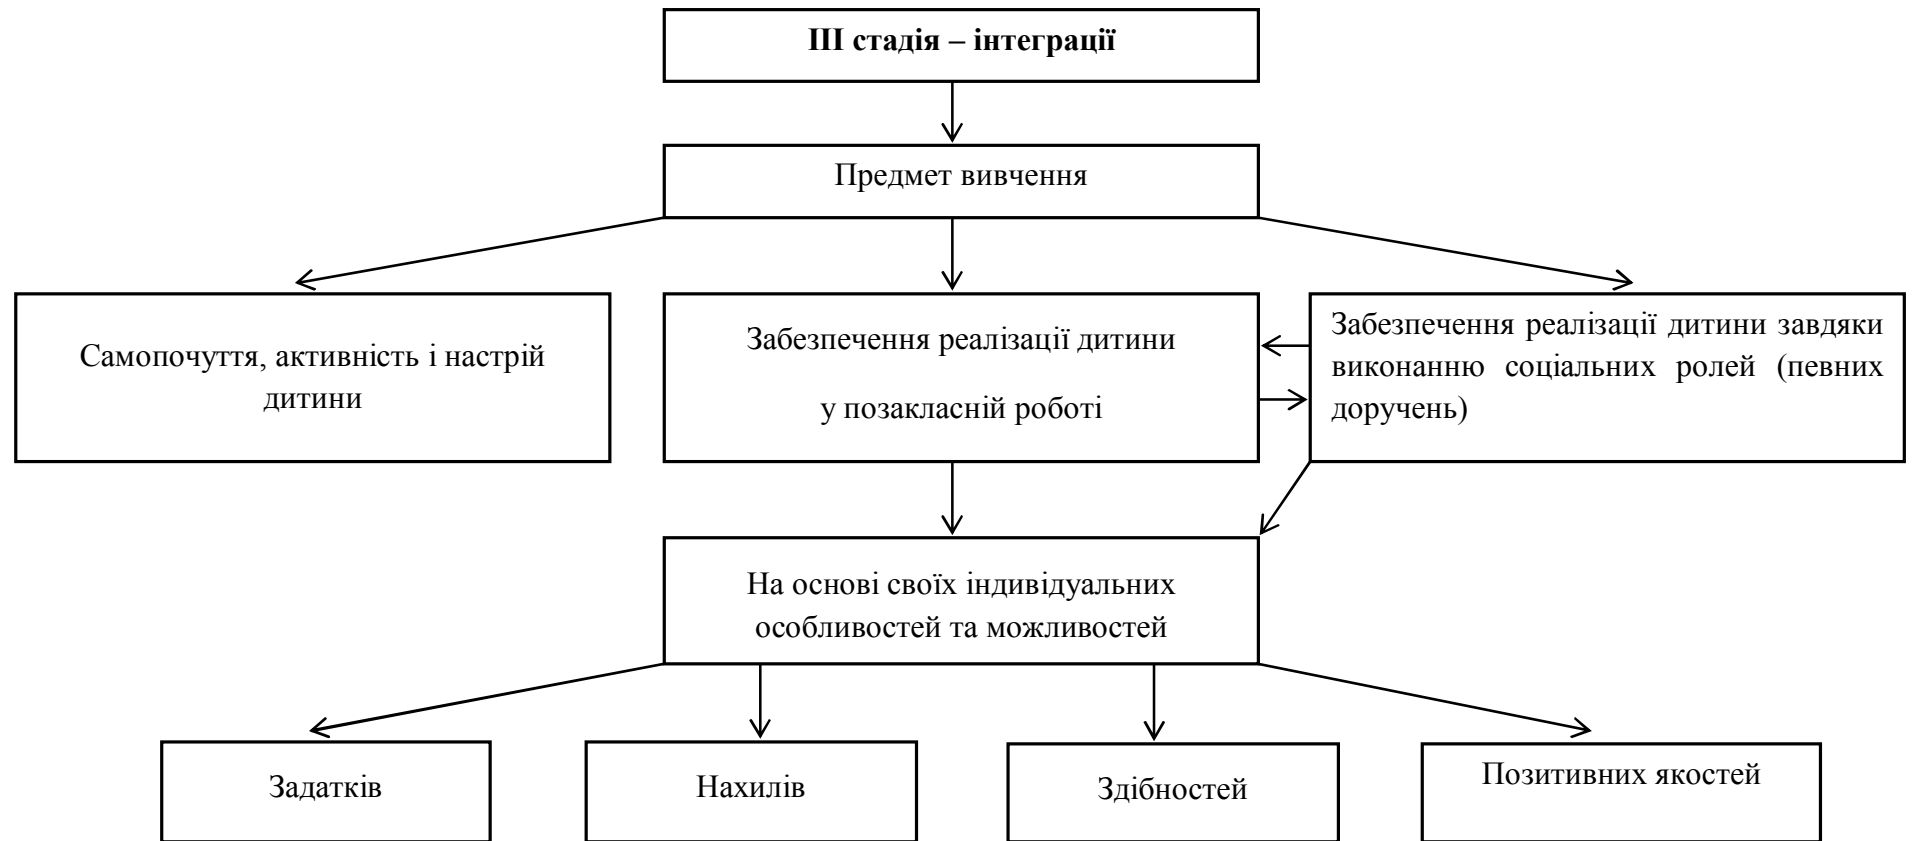 III стадія – інтеграції
Предмет вивчення
Самопочуття, активність і настрій
дитини
Забезпечення реалізації дитини
у позакласній роботі
Забезпечення реалізації дитини завдяки
виконанню соціальних ролей (певних
доручень)
На основі своїх індивідуальних
особливостей та можливостей
Задатків
Нахилів
Здібностей
Позитивних якостей